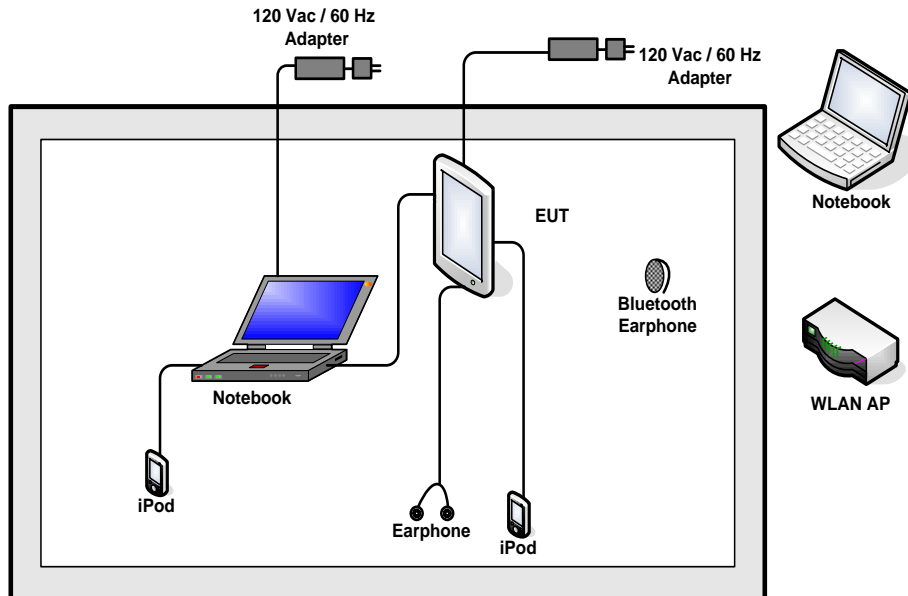 120 Vac / 60 Hz
Adapter
120 Vac / 60 Hz
Adapter
Notebook
EUT
Bluetooth
Earphone
Notebook
WLAN AP
iPod
Earphone
iPod